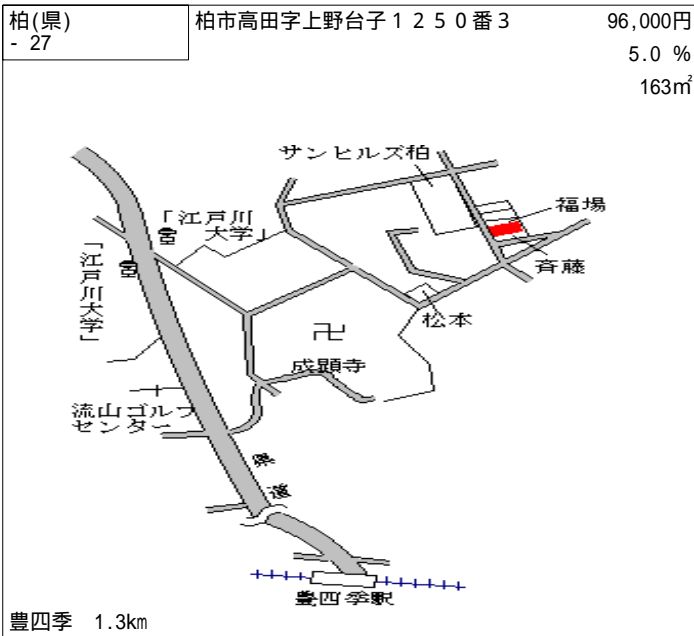 柏(県)
- 27
柏市高田字上野台子１２５０番３
96,000円
5.0 %
163㎡
サンヒルズ柏
福場
「江戸川
大学」
「江戸川大学」
斉藤
松本
卍
成顕寺
流山ゴルフ
センター
県道
豊四季駅
豊四季 1.3km